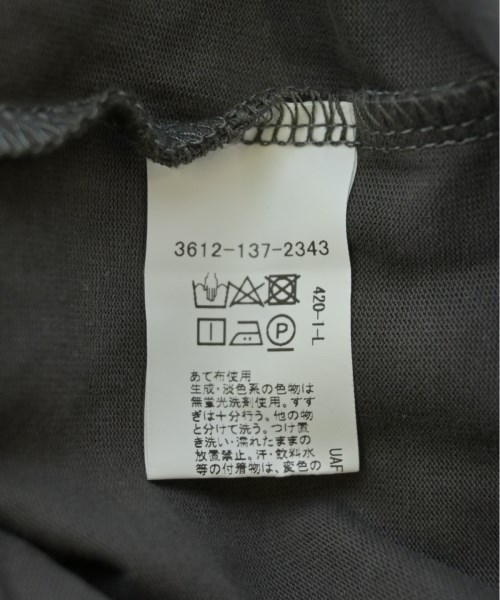 3612-137-2343
420-1-L
P
あて布使用
生成・淡色系の色物は
無蛍光洗剤使用。すす
ぎは十分行う。他の物
と分けて洗う。つけ置
き洗い・濡れたままの
放置禁止。汗・飲料水
等の付着物は、変色の
UAF